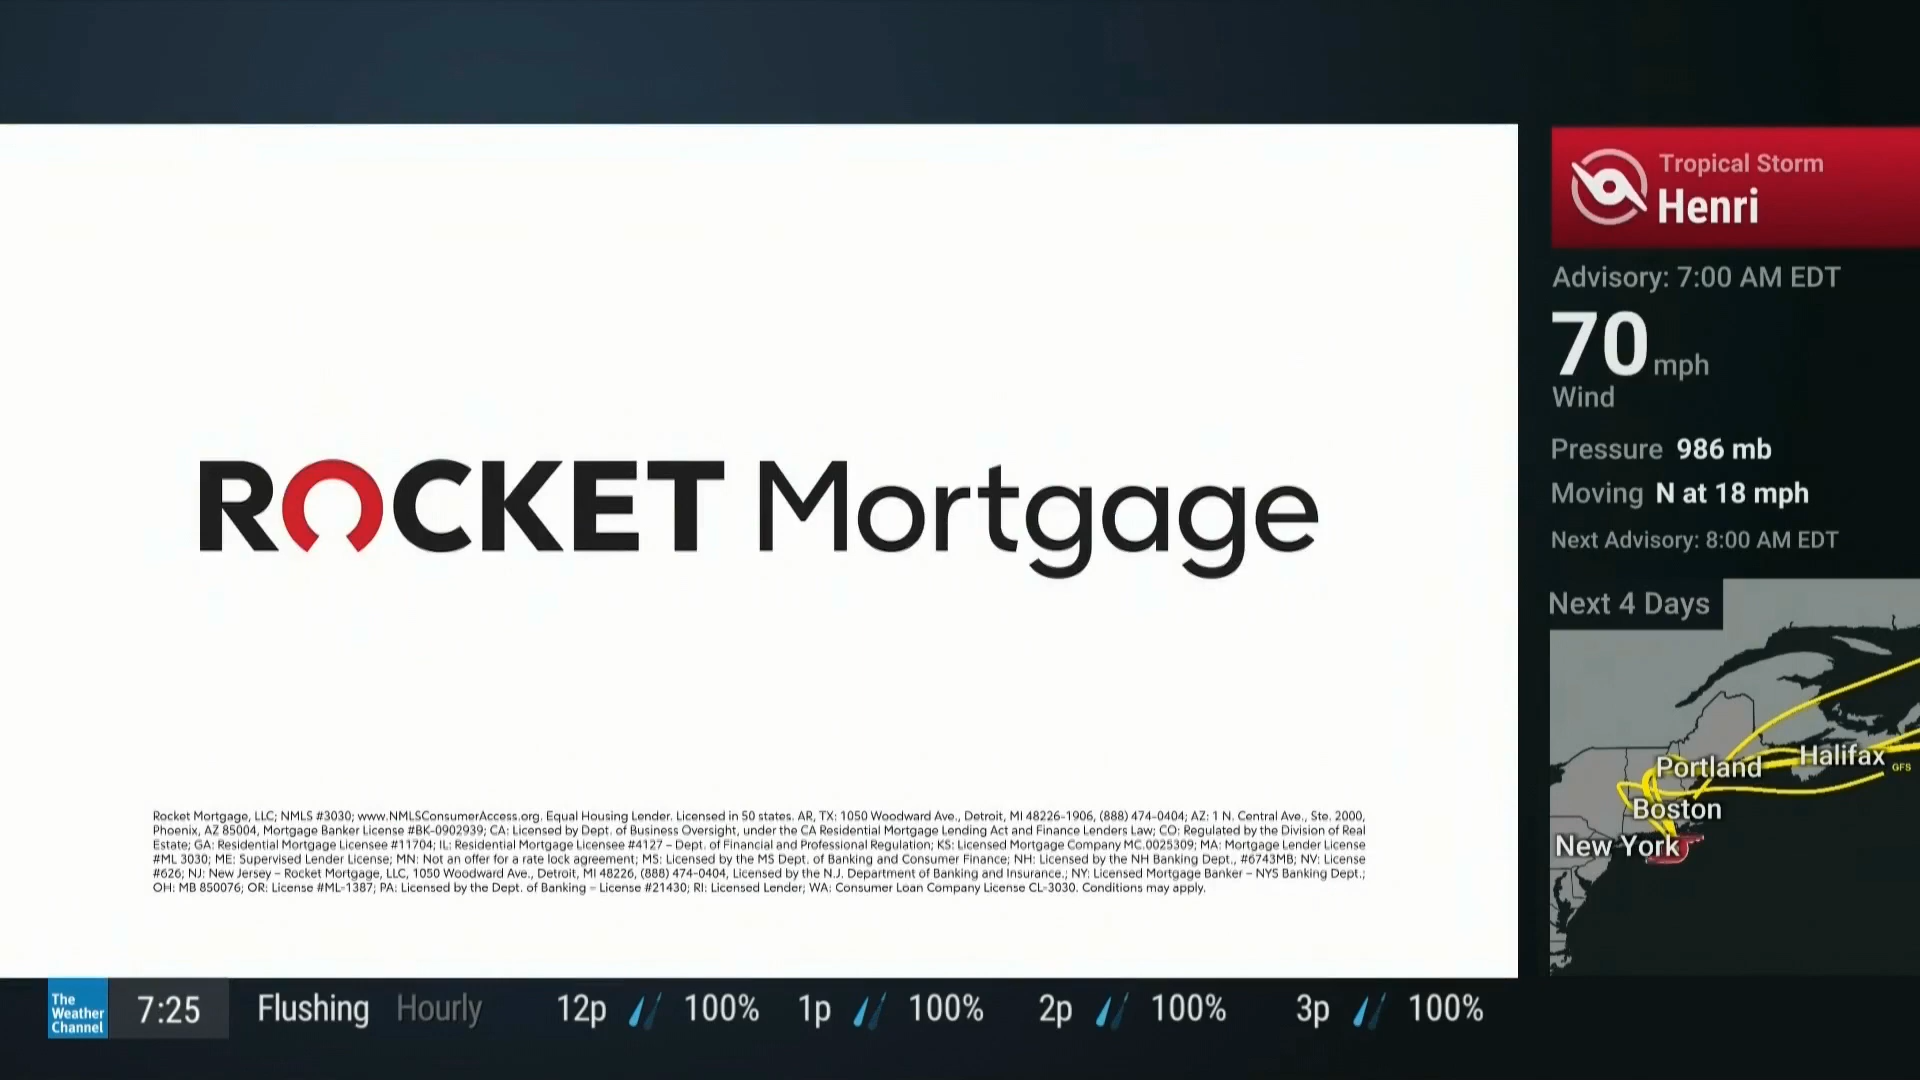 ROCKET Mortgage
Rocket Mortgage, LLC; NMLS #3030; www.NMLSConsumerAccess.org. Equal Housing Lender. Licensed in 50 states. AR, TX: 1050 Woodward Ave., Detroit, MI 48226-1906, (888) 474-0404; AZ: 1 N. Central Ave., Ste. 2000,
Phoenix, AZ 85004, Mortgage Banker License #BK-0902939; CA: Licensed by Dept. of Business Oversight, under the CA Residential Mortgage Lending Act and Finance Lenders Law; CO: Regulated by the Division of Real
Estate; GA: Residential Mortgage Licensee #11704; IL: Residential Mortgage Licensee #4127 – Dept. of Financial and Professional Regulation; KS: Licensed Mortgage Company MC.0025309; MA: Mortgage Lender License
#ML 3030; ME: Supervised Lender License; MN: Not an offer for a rate lock agreement; MS: Licensed by the MS Dept. of Banking and Consumer Finance; NH: Licensed by the NH Banking Dept., #6743MB; NV: License
#626; NJ: New Jersey – Rocket Mortgage, LLC, 1050 Woodward Ave., Detroit, MI 48226, (888) 474-0404, Licensed by the N.J. Department of Banking and Insurance.; NY: Licensed Mortgage Banker – NYS Banking Dept.;
OH: MB 850076; OR: License #ML-1387; PA: Licensed by the Dept. of Banking – License #21430; RI: Licensed Lender; WA: Consumer Loan Company License CL-3030. Conditions may apply.
Tropical Storm
Henri
Advisory: 7:00 AM EDT
70 mph
Wind
Pressure 986 mb
Moving N at 18 mph
Next Advisory: 8:00 AM EDT
Next 4 Days
Halifax
GFS
Portland
Boston
New York
The
Weather
Channel
7:25 Flushing Hourly 12p 100% 1p 100% 2p 100% 3p 100%